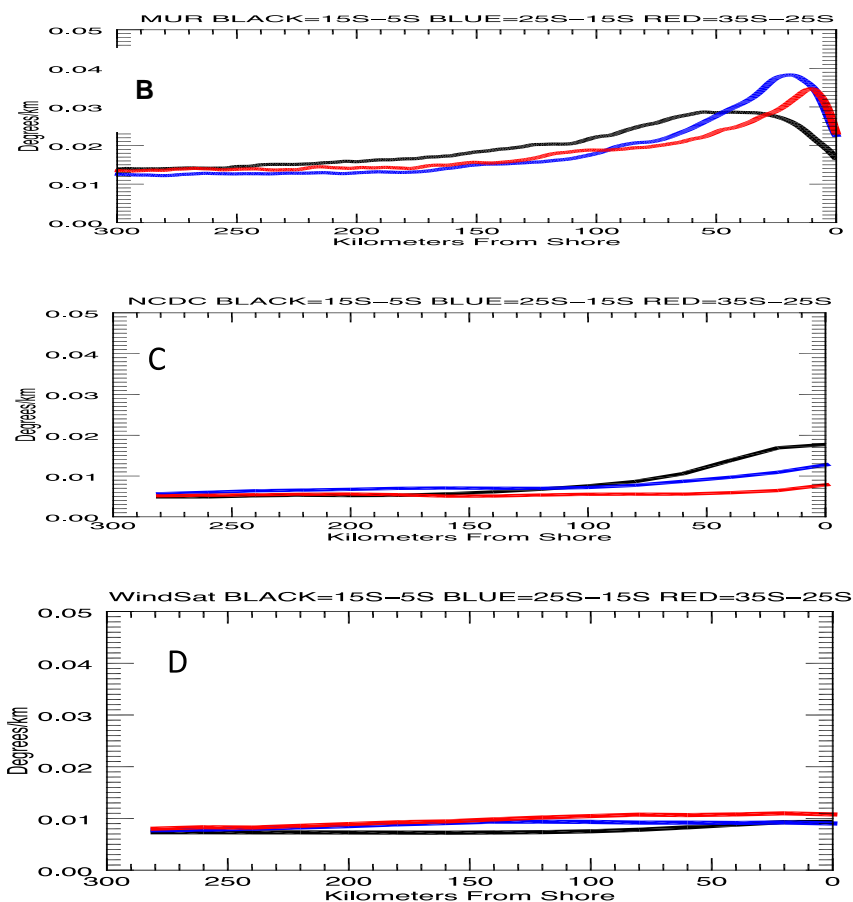 MUR BLACK=15S−5S BLUE=25S−15S RED=35S−25S
0.05
0.04
B
0.03
Degrees/km
0.02
0.01
0.00
300 250 200 150 100 50 0
Kilometers From Shore
NCDC BLACK=15S−5S BLUE=25S−15S RED=35S−25S
0.05
0.04
C
0.03
Degrees/km
0.02
0.01
0.00
300 250 200 150 100 50 0
Kilometers From Shore
WindSat BLACK=15S−5S BLUE=25S−15S RED=35S−25S
0.05
D
0.04
0.03
Degrees/km
0.02
0.01
0.00
300 250 200 150 100 50 0
Kilometers From Shore